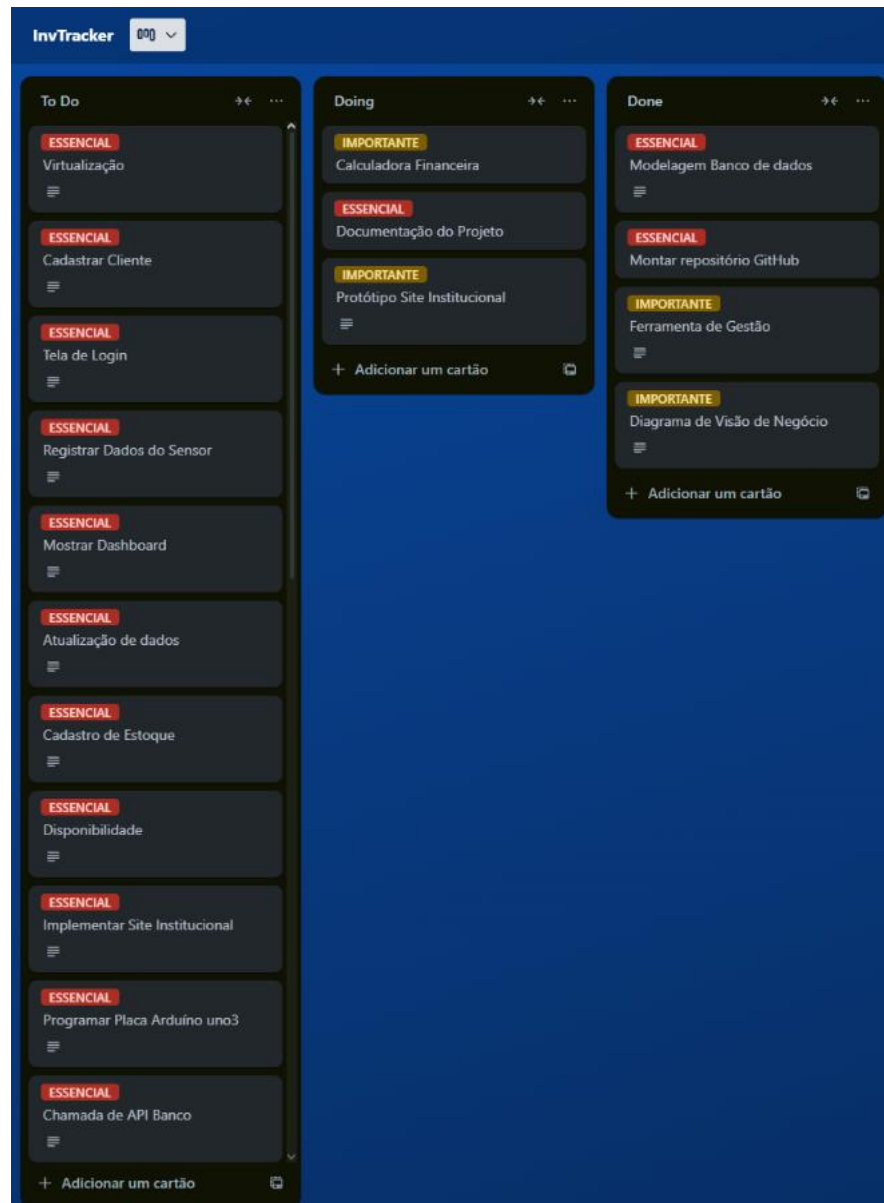 InvTracker
To Do
ESSENCIAL
Virtualização
ESSENCIAL
Cadastrar Cliente
ESSENCIAL
Tela de Login
ESSENCIAL
Registrar Dados do Sensor
ESSENCIAL
Mostrar Dashboard
ESSENCIAL
Atualização de dados
ESSENCIAL
Cadastro de Estoque
ESSENCIAL
Disponibilidade
ESSENCIAL
Implementar Site Institucional
ESSENCIAL
Programar Placa Arduíno uno3
ESSENCIAL
Chamada de API Banco
+ Adicionar um cartão
Doing
IMPORTANTE
Calculadora Financeira
ESSENCIAL
Documentação do Projeto
IMPORTANTE
Protótipo Site Institucional
+ Adicionar um cartão
Done
ESSENCIAL
Modelagem Banco de dados
ESSENCIAL
Montar repositório GitHub
IMPORTANTE
Ferramenta de Gestão
IMPORTANTE
Diagrama de Visão de Negócio
+ Adicionar um cartão